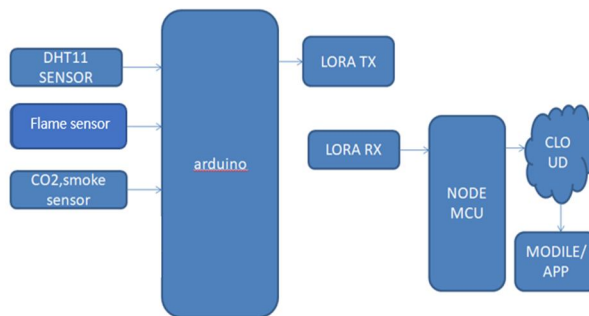 DHT11
SENSOR
Flame sensor
CO2,smoke
sensor
arduino
LORA TX
LORA RX
NODE
MCU
CLO
UD
MODILE/
APP